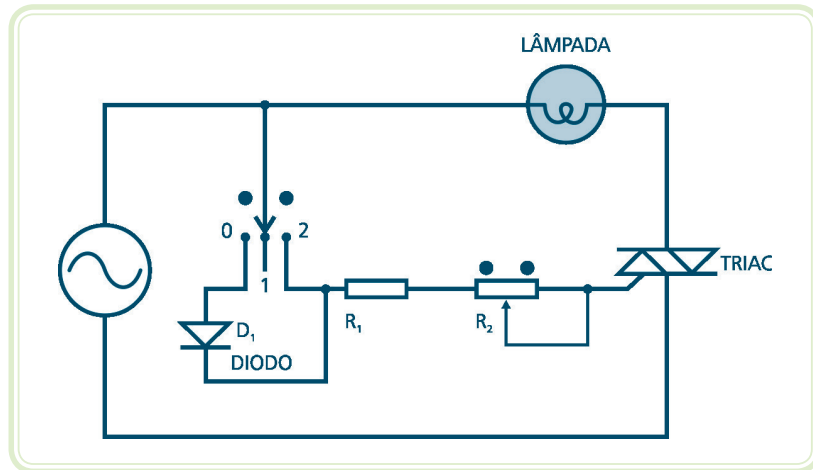 LÂMPADA
0
2
1
TRIAC
R₁
R₂
D₁
DIODO